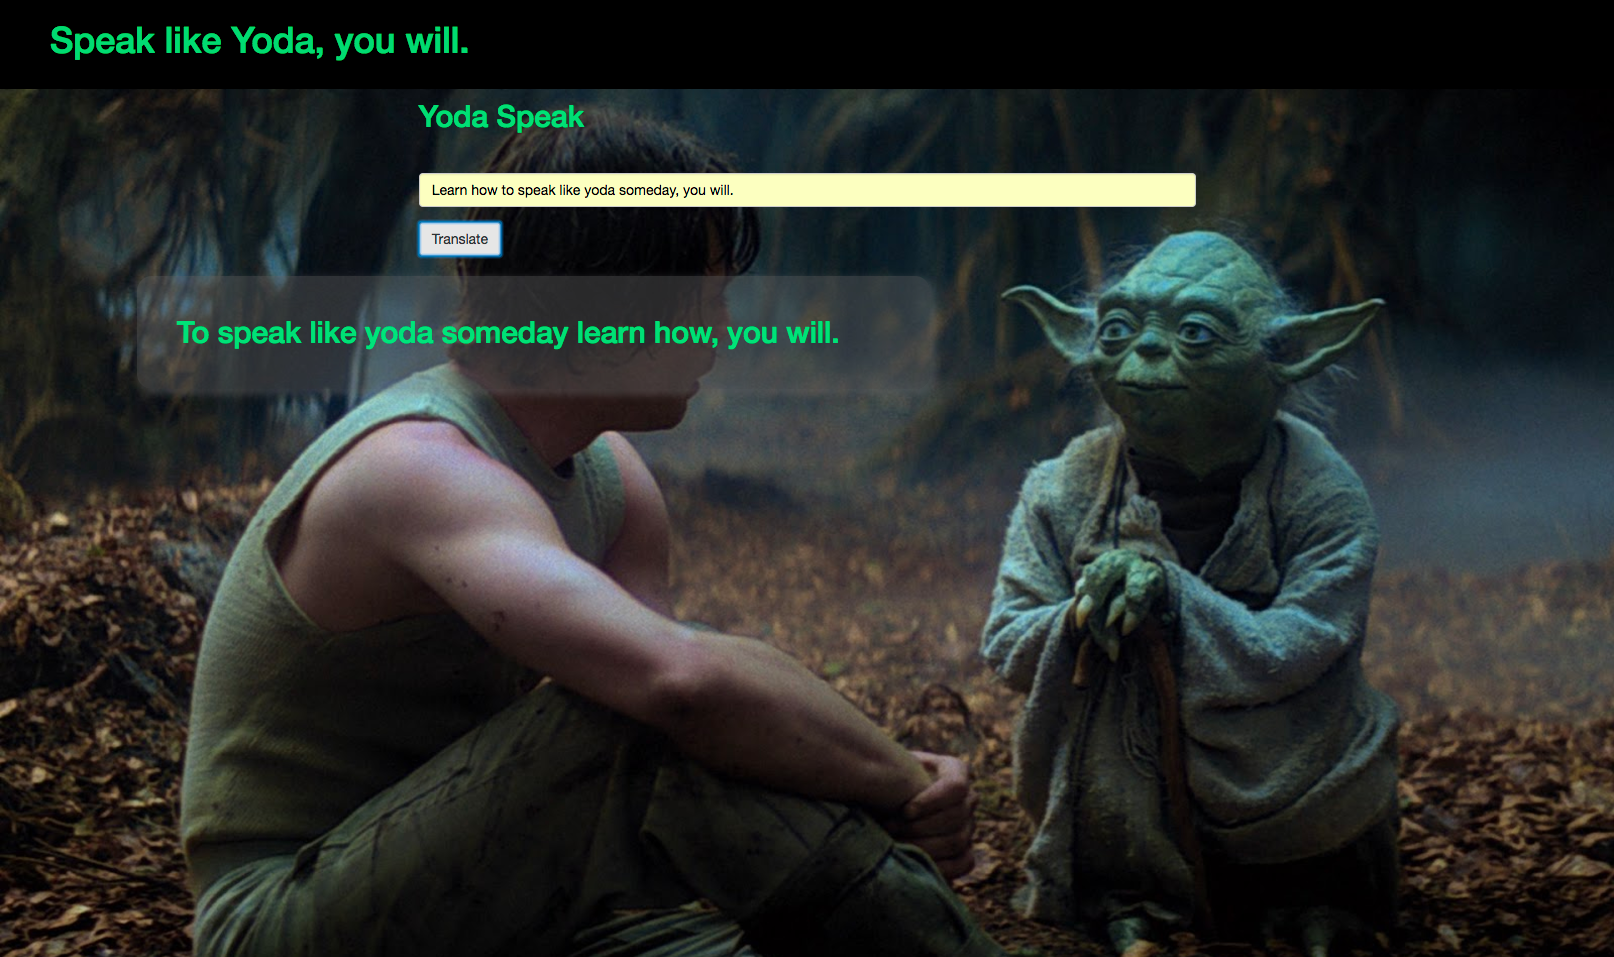 Speak like Yoda, you will.
Yoda Speak
Learn how to speak like yoda someday, you will.
Translate
To speak like yoda someday learn how, you will.